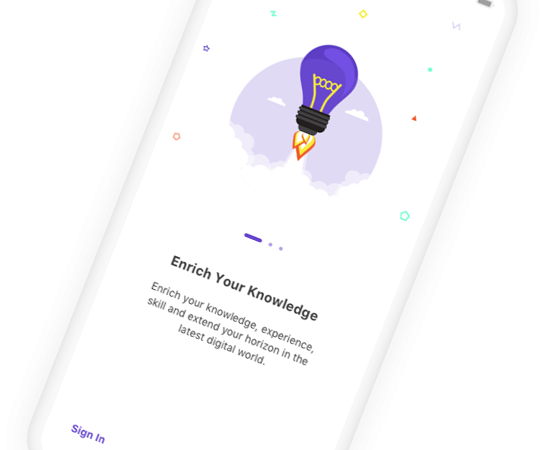 Enrich Your Knowledge
Enrich your knowledge, experience,
skill and extend your horizon in the
latest digital world.
Sign In